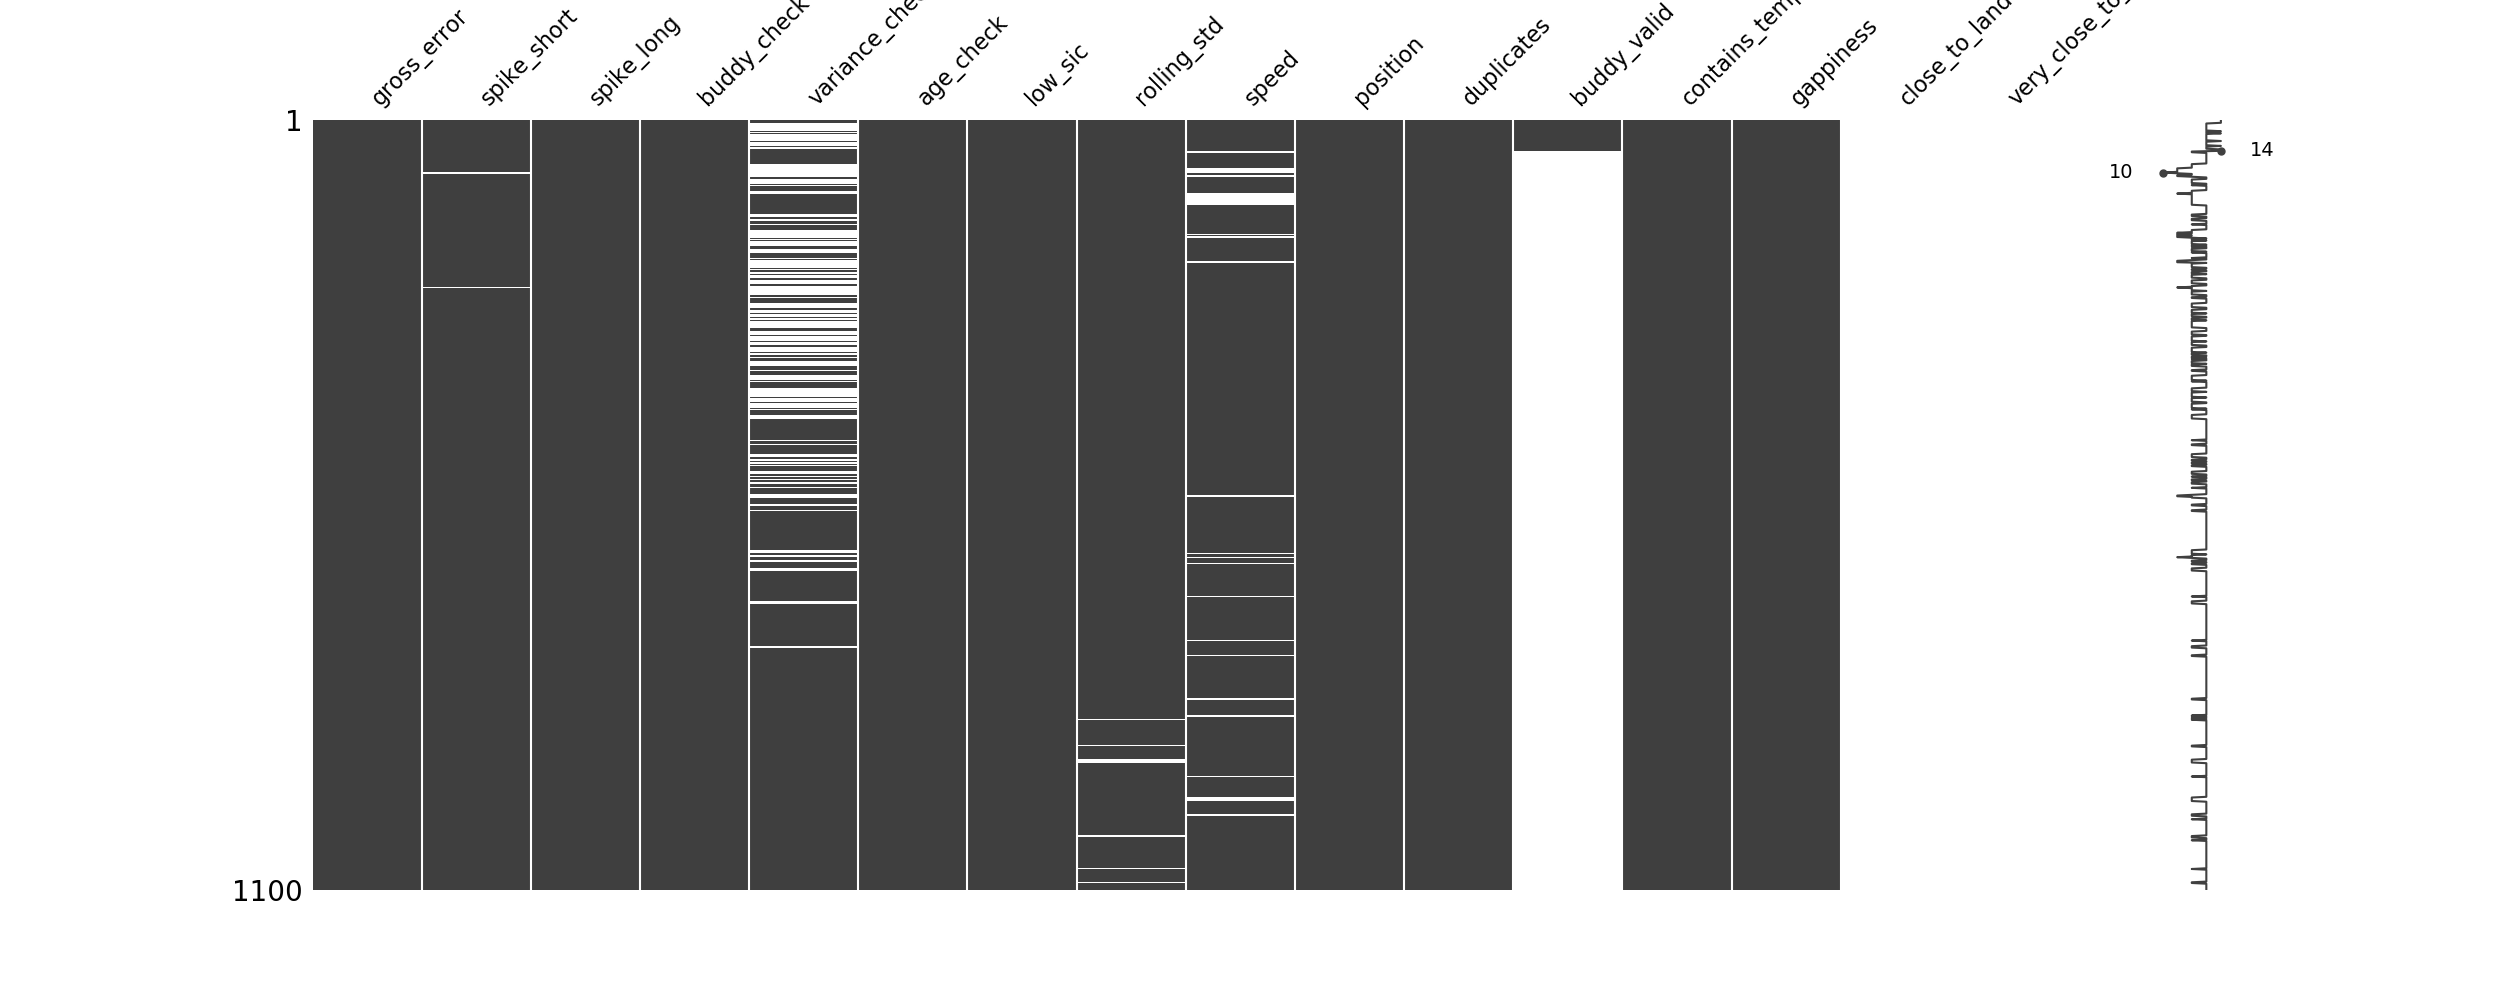 gross_error
spike_short
spike_long
buddy_check
age_check
low_sic
rolling_std
speed
position
duplicates
buddy_valid
gappiness
close_to_land
1
14
10
1100